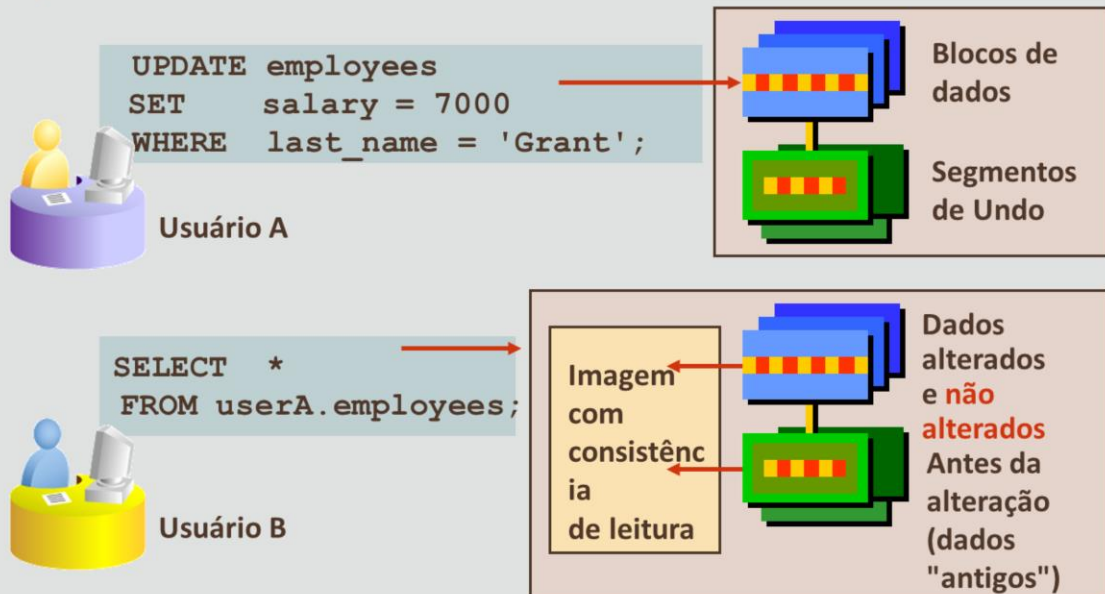 UPDATE employees
SET salary = 7000
WHERE last_name = 'Grant';
Usuário A
Blocos de
dados
Segmentos
de Undo
SELECT *
FROM userA.employees;
Usuário B
Imagem
com
consistênc
ia
de leitura
Dados
alterados
e não
alterados
Antes da
alteração
(dados
"antigos")